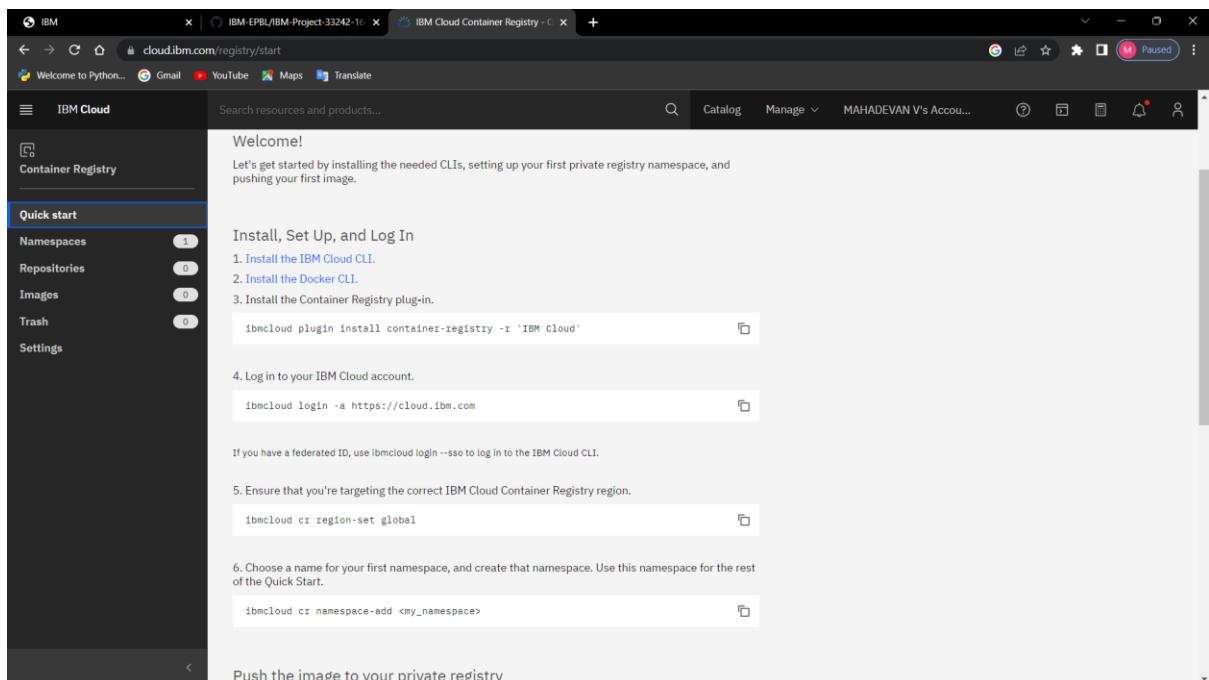 IBM
IBM-EPBL/IBM-Project-33242-16
IBM Cloud Container Registry - C
cloud.ibm.com/registry/start
M Paused
Welcome to Python...
Gmail
YouTube
Maps
Translate
IBM Cloud
Search resources and products...
Catalog
Manage
MAHADEVAN V's Accou...
Container Registry
Quick start
Namespaces 1
Repositories 0
Images 0
Trash 0
Settings
Welcome!
Let's get started by installing the needed CLIs, setting up your first private registry namespace, and
pushing your first image.
Install, Set Up, and Log In
1. Install the IBM Cloud CLI.
2. Install the Docker CLI.
3. Install the Container Registry plug-in.
ibmcloud plugin install container-registry -r 'IBM Cloud'
4. Log in to your IBM Cloud account.
ibmcloud login -a https://cloud.ibm.com
If you have a federated ID, use ibmcloud login --sso to log in to the IBM Cloud CLI.
5. Ensure that you're targeting the correct IBM Cloud Container Registry region.
ibmcloud cr region-set global
6. Choose a name for your first namespace, and create that namespace. Use this namespace for the rest
of the Quick Start.
ibmcloud cr namespace-add <my_namespace>
Push the image to your private registry